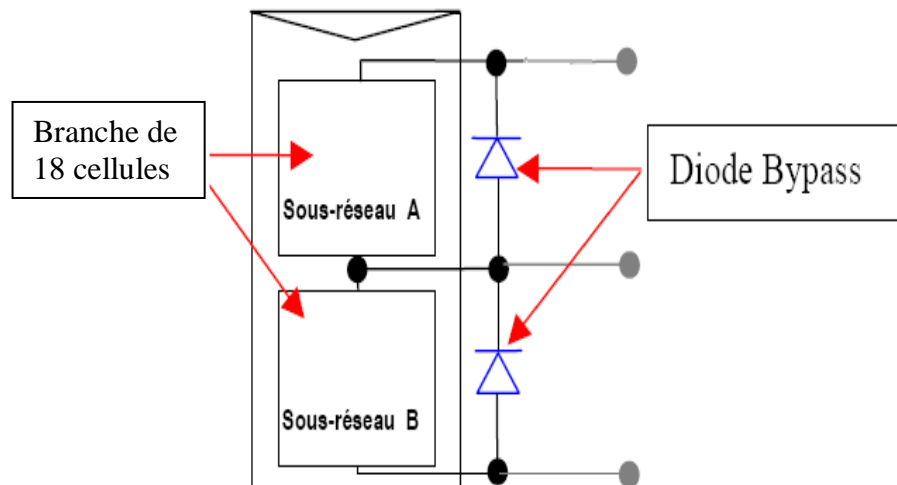 Branche de
18 cellules
Sous-réseau A
Diode Bypass
Sous-réseau B